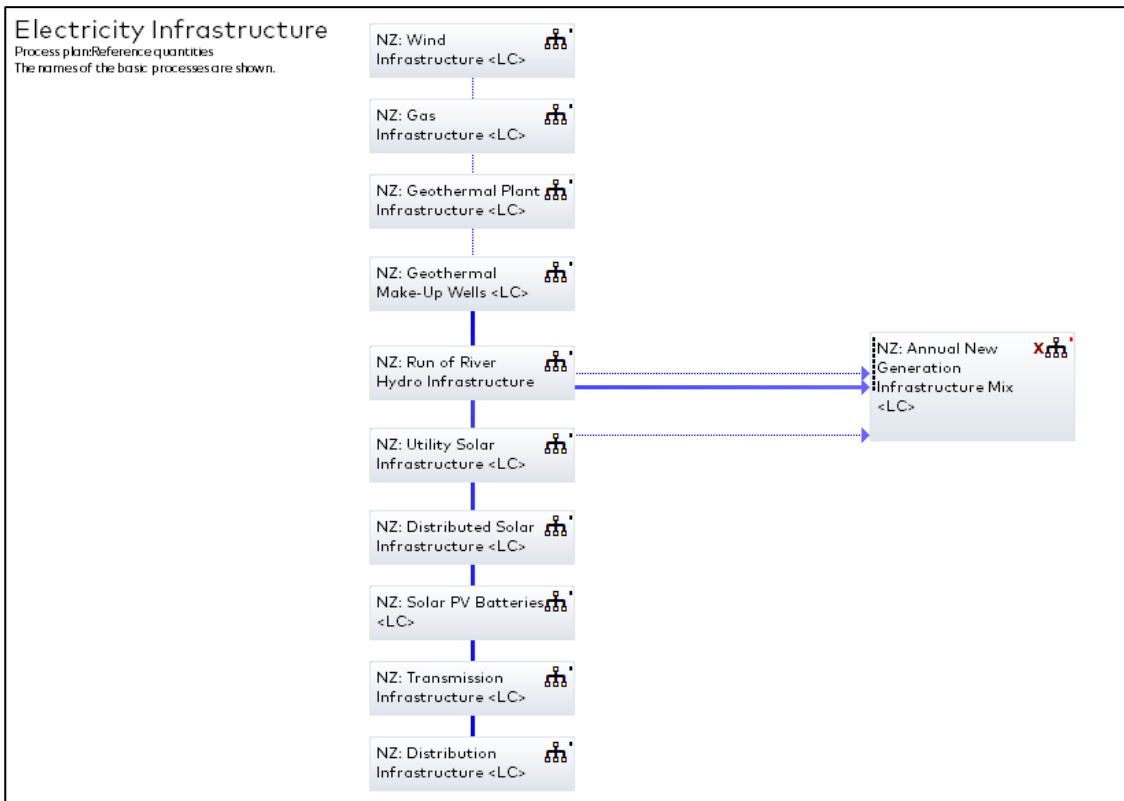 Electricity Infrastructure
Process plan:Reference quantities
The names of the basic processes are shown.
NZ: Wind
Infrastructure <LC>
NZ: Gas
Infrastructure <LC>
NZ: Geothermal Plant
Infrastructure <LC>
NZ: Geothermal
Make-Up Wells <LC>
NZ: Run of River
Hydro Infrastructure
NZ: Annual New
Generation
Infrastructure Mix
<LC>
X
NZ: Utility Solar
Infrastructure <LC>
NZ: Distributed Solar
Infrastructure <LC>
NZ: Solar PV Batteries
<LC>
NZ: Transmission
Infrastructure <LC>
NZ: Distribution
Infrastructure <LC>